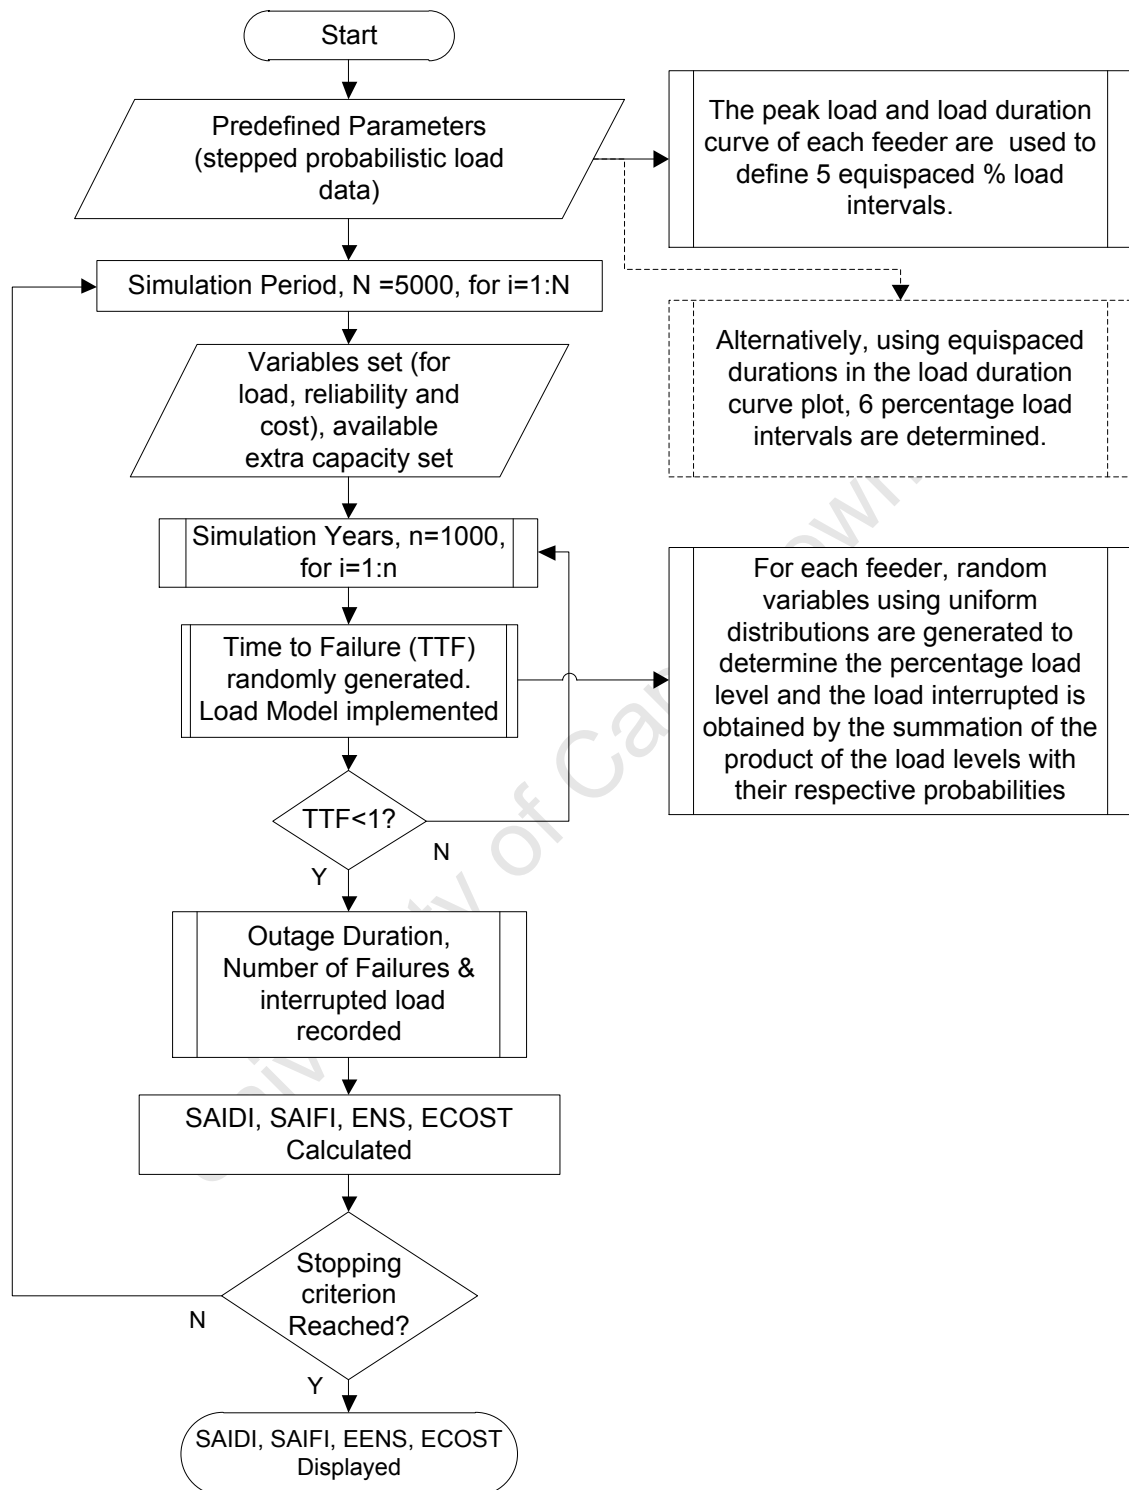 Start
Predefined Parameters
(stepped probabilistic load
data)
The peak load and load duration
curve of each feeder are used to
define 5 equispaced % load
intervals.
Simulation Period, N =5000, for i=1:N
Alternatively, using equispaced
durations in the load duration
curve plot, 6 percentage load
intervals are determined.
Variables set (for
load, reliability and
cost), available
extra capacity set
Simulation Years, n=1000,
for i=1:n
Time to Failure (TTF)
randomly generated.
Load Model implemented
For each feeder, random
variables using uniform
distributions are generated to
determine the percentage load
level and the load interrupted is
obtained by the summation of the
product of the load levels with
their respective probabilities
TTF<1?
N
Y
Outage Duration,
Number of Failures &
interrupted load
recorded
SAIDI, SAIFI, ENS, ECOST
Calculated
Stopping
criterion
Reached?
N
Y
SAIDI, SAIFI, EENS, ECOST
Displayed